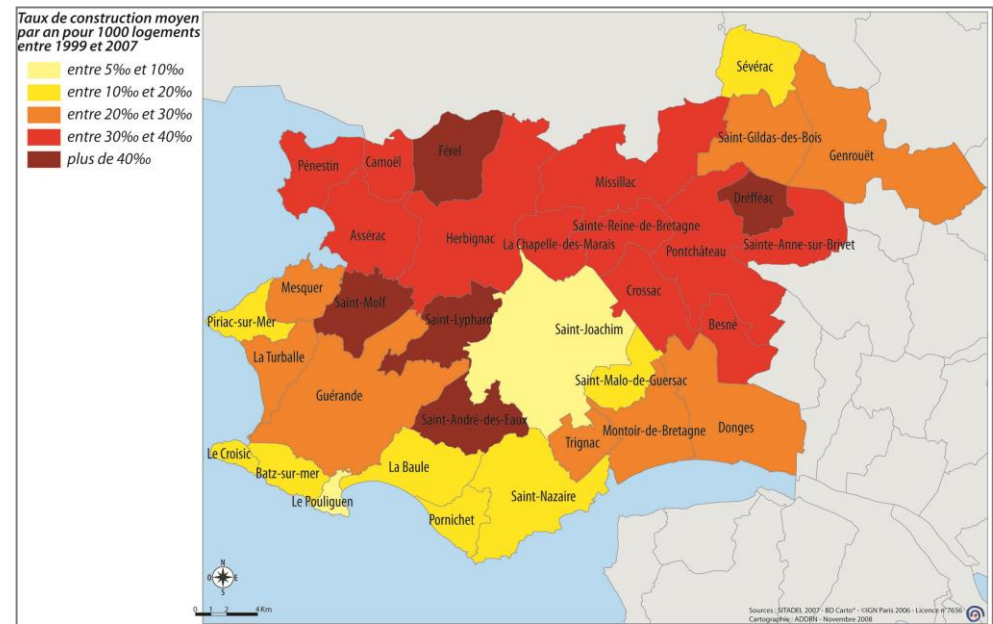 Taux de construction moyen
par an pour 1000 logements
entre 1999 et 2007
entre 5‰ et 10‰
entre 10‰ et 20‰
entre 20‰ et 30‰
entre 30‰ et 40‰
plus de 40‰
Sévérac
Saint-Gildas-des-Bois
Genrouët
Férel
Camoël
Pénestin
Missillac
Dréfféac
Sainte-Reine-de-Bretagne
Assérac
Herbignac
La Chapelle-des-Marais
Pontchâteau
Sainte-Anne-sur-Brivet
Mesquer
Saint-Molf
Crossac
Piriac-sur-Mer
Saint-Lyphard
Saint-Joachim
Besné
La Turballe
Saint-Malo-de-Guersac
Guérande
Saint-André-des-Eaux
Montoir-de-Bretagne
Donges
Trignac
Le Croisic
Batz-sur-mer
La Baule
Le Pouliguen
Saint-Nazaire
Pornichet
N
O
E
S
0 1 2 4 Km
Sources : SITADEL 2007 - BD Carto® - ©IGN Paris 2006 - Licence n°7656
Cartographie : ADDRN - Novembre 2008